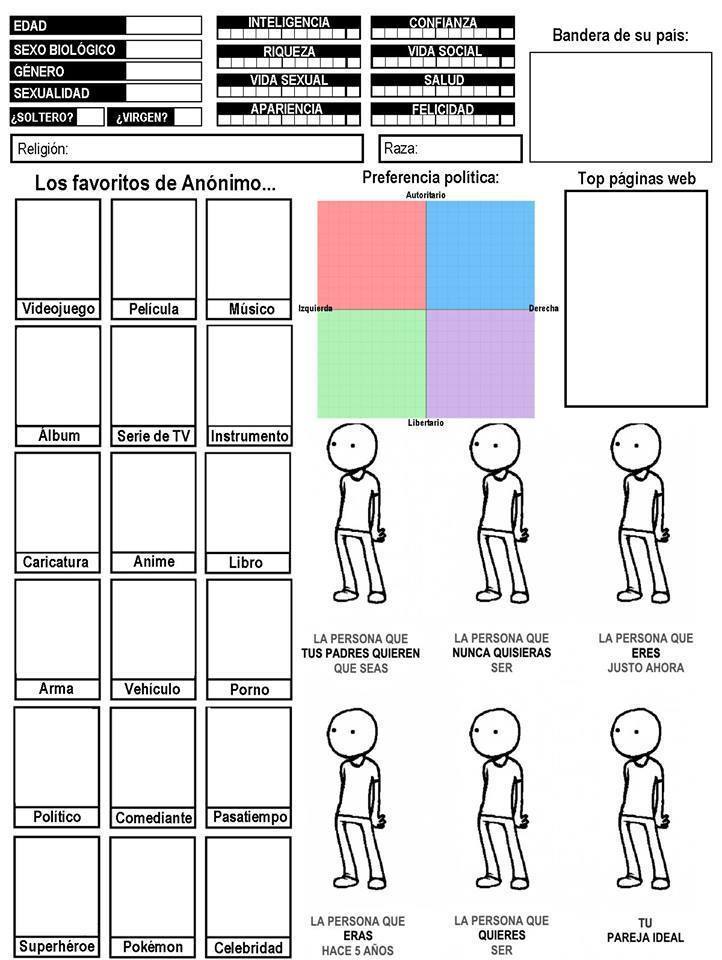 EDAD
SEXO BIOLÓGICO
GÉNERO
SEXUALIDAD
¿SOLTERO?
¿VIRGEN?
INTELIGENCIA
RIQUEZA
VIDA SEXUAL
APARIENCIA
CONFIANZA
VIDA SOCIAL
SALUD
FELICIDAD
Bandera de su país:
Religión:
Raza:
Los favoritos de Anónimo...
Videojuego
Película
Músico
Álbum
Serie de TV
Instrumento
Caricatura
Anime
Libro
Arma
Vehículo
Porno
Político
Comediante
Pasatiempo
Superhéroe
Pokémon
Celebridad
Preferencia política:
Autoritario
Izquierda
Derecha
Libertario
Top páginas web
LA PERSONA QUE
TUS PADRES QUIEREN
QUE SEAS
LA PERSONA QUE
NUNCA QUISIERAS
SER
LA PERSONA QUE
ERES
JUSTO AHORA
LA PERSONA QUE
ERAS
HACE 5 AÑOS
LA PERSONA QUE
QUIERES
SER
TU
PAREJA IDEAL